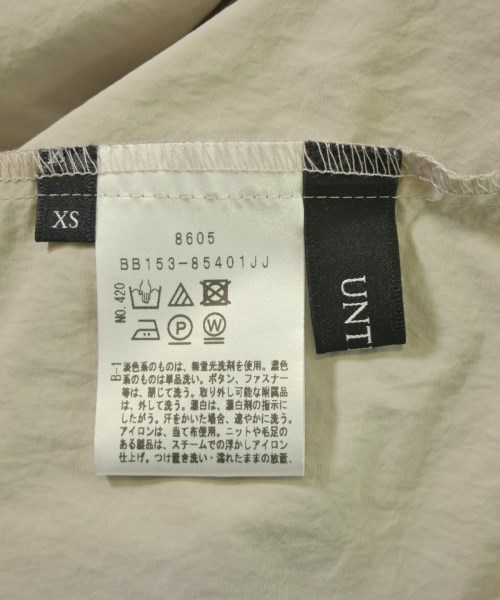 XS
8605
BB153-85401JJ
NO.420
P
W
UNT
B-1
淡色系のものは、無蛍光洗剤を使用。濃色
系のものは単品洗い。ボタン、ファスナー
等は、閉じて洗う。取り外し可能な附属品
は、外して洗う。漂白は、漂白剤の指示に
したがう。汗をかいた場合、速やかに洗う。
アイロンは、当て布使用。ニットや毛足の
ある製品は、スチームでの浮かしアイロン
仕上げ。つけ置き洗い・濡れたままの放置、